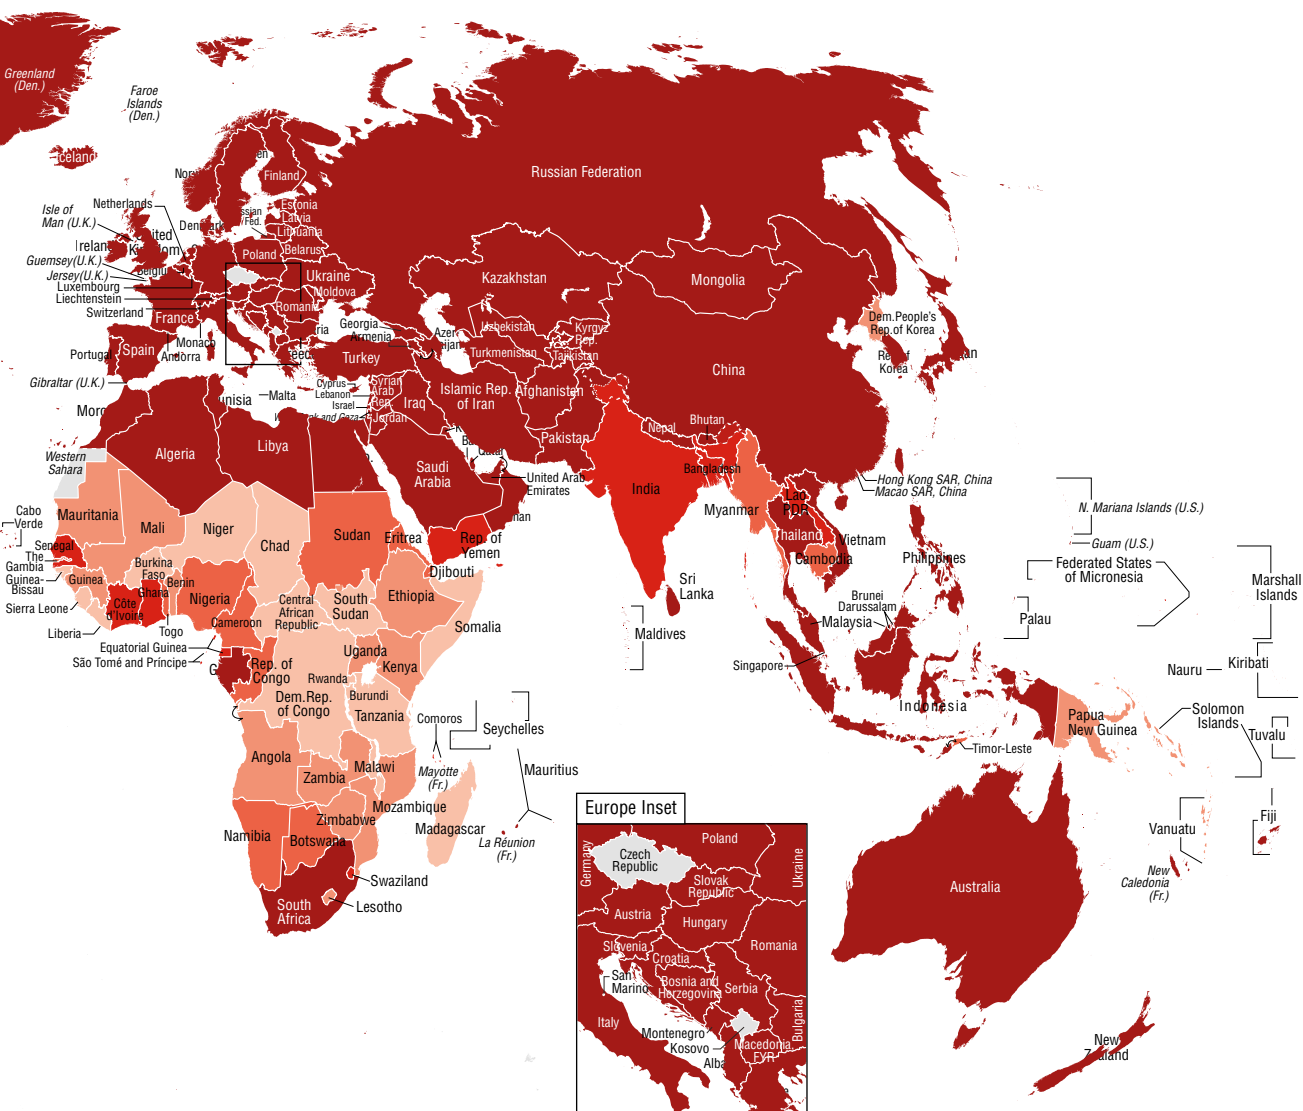 Greenland
(Den.)
Faroe
Islands
(Den.)
Iceland
Finland
Russian Federation
Netherlands
Isle of
Man (U.K.)
Estonia
Latvia
Lithuania
Belarus
Poland
Guernsey(U.K.)
Jersey(U.K.)
Luxembourg
Liechtenstein
Switzerland
France
Ukraine
Moldova
Romania
Kazakhstan
Mongolia
Portugal
Spain
Andorra
Monaco
Georgia
Armenia
Azer
ijan
Uzbekistan
Turkmenistan
Kyrgyz
Rep.
Tajikistan
Dem.People's
Rep.of Korea
Rep.of
Korea
China
Gibraltar (U.K.)
Turkey
Malta
Cyprus
Lebanon
Israel
Syrian
Arab
Rep.
Jordan
Iraq
Islamic Rep.
of Iran
Afghanistan
Pakistan
Nepal
Bhutan
Bangladesh
India
Algeria
Libya
Saudi
Arabia
Qatar
United Arab
Emirates
Western
Sahara
Hong Kong SAR, China
Macao SAR, China
Myanmar
Lao
PDR
Thailand
Vietnam
Cambodia
Philippines
N. Mariana Islands (U.S.)
Guam (U.S.)
Federated States
of Micronesia
Marshall
Islands
Palau
Cabo
Verde
Mauritania
Mali
Niger
Chad
Sudan
Eritrea
Rep. of
Yemen
Djibouti
Senegal
The
Gambia
Guinea-
Bissau
Guinea
Sierra Leone
Liberia
Burkina
Faso
Côte
d'Ivoire
Ghana
Benin
Togo
Nigeria
Cameroon
Central
African
Republic
South
Sudan
Ethiopia
Somalia
Equatorial Guinea
São Tomé and Príncipe
Rep. of
Congo
Dem.Rep.
of Congo
Uganda
Kenya
Rwanda
Burundi
Tanzania
Sri
Lanka
Maldives
Brunei
Darussalam
Malaysia
Singapore
Indonesia
Nauru
Kiribati
Solomon
Islands
Tuvalu
Papua
New Guinea
Timor-Leste
Comoros
Seychelles
Mayotte
(Fr.)
Mauritius
Angola
Zambia
Malawi
Mozambique
Zimbabwe
Madagascar
La Réunion
(Fr.)
Namibia
Botswana
Swaziland
Lesotho
South
Africa
Vanuatu
Fiji
New
Caledonia
(Fr.)
Australia
New
Europe Inset
Germany
Poland
Czech
Republic
Ukraine
Slovak
Republic
Austria
Hungary
Romania
Slovenia
Croatia
San
Marino
Bosnia and
Herzegovina
Serbia
Bulgaria
Italy
Montenegro
Kosovo
Macedonia,
FYR